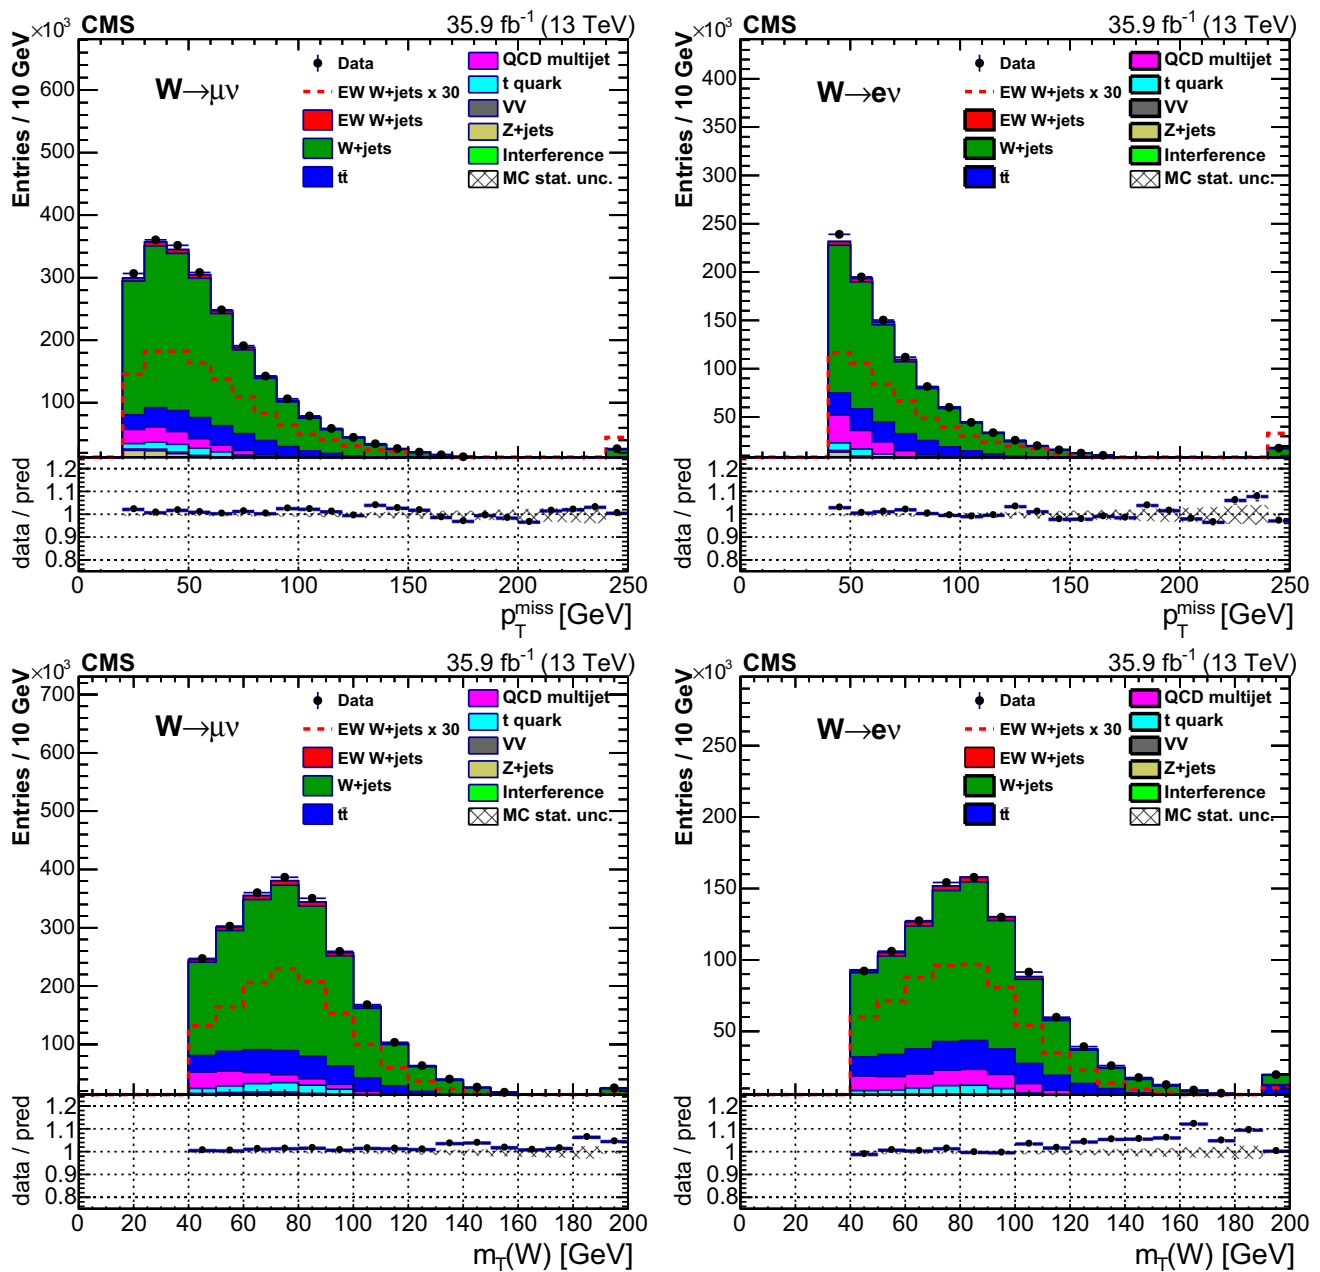 CMS 35.9 fb⁻¹ (13 TeV)
×10³
Entries / 10 GeV
W→μν
Data
EW W+jets x 30
EW W+jets
W+jets
tt̄
QCD multijet
t quark
VV
Z+jets
Interference
MC stat. unc.
600
500
400
300
200
100
data / pred
1.2
1.1
1
0.9
0.8
0 50 100 150 200 250
p_T^miss [GeV]
CMS 35.9 fb⁻¹ (13 TeV)
×10³
Entries / 10 GeV
W→eν
Data
EW W+jets x 30
EW W+jets
W+jets
tt̄
QCD multijet
t quark
VV
Z+jets
Interference
MC stat. unc.
400
350
300
250
200
150
100
50
data / pred
1.2
1.1
1
0.9
0.8
0 50 100 150 200 250
p_T^miss [GeV]
CMS 35.9 fb⁻¹ (13 TeV)
×10³
Entries / 10 GeV
W→μν
Data
EW W+jets x 30
EW W+jets
W+jets
tt̄
QCD multijet
t quark
VV
Z+jets
Interference
MC stat. unc.
700
600
500
400
300
200
100
data / pred
1.2
1.1
1
0.9
0.8
0 20 40 60 80 100 120 140 160 180 200
m_T(W) [GeV]
CMS 35.9 fb⁻¹ (13 TeV)
×10³
Entries / 10 GeV
W→eν
Data
EW W+jets x 30
EW W+jets
W+jets
tt̄
QCD multijet
t quark
VV
Z+jets
Interference
MC stat. unc.
250
200
150
100
50
data / pred
1.2
1.1
1
0.9
0.8
0 20 40 60 80 100 120 140 160 180 200
m_T(W) [GeV]